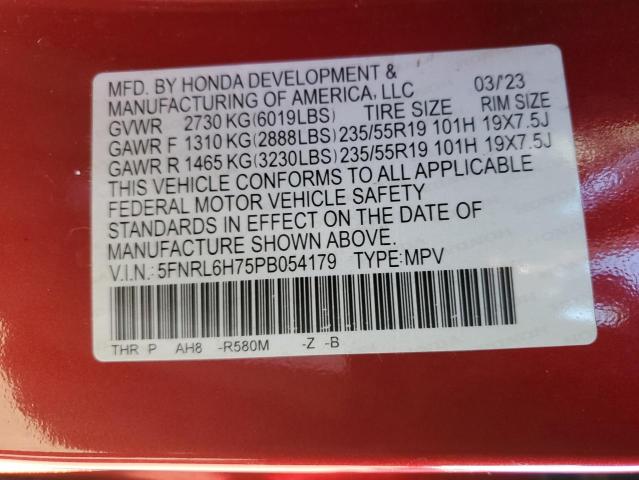 MFD. BY HONDA DEVELOPMENT &
MANUFACTURING OF AMERICA, LLC 03/'23
GVWR 2730 KG(6019LBS) TIRE SIZE RIM SIZE
GAWR F 1310 KG(2888LBS) 235/55R19 101H 19X7.5J
GAWR R 1465 KG(3230LBS) 235/55R19 101H 19X7.5J
THIS VEHICLE CONFORMS TO ALL APPLICABLE
FEDERAL MOTOR VEHICLE SAFETY
STANDARDS IN EFFECT ON THE DATE OF
MANUFACTURE SHOWN ABOVE.
V.I.N.: 5FNRL6H75PB054179 TYPE: MPV
THR P AH8 -R580M -Z -B